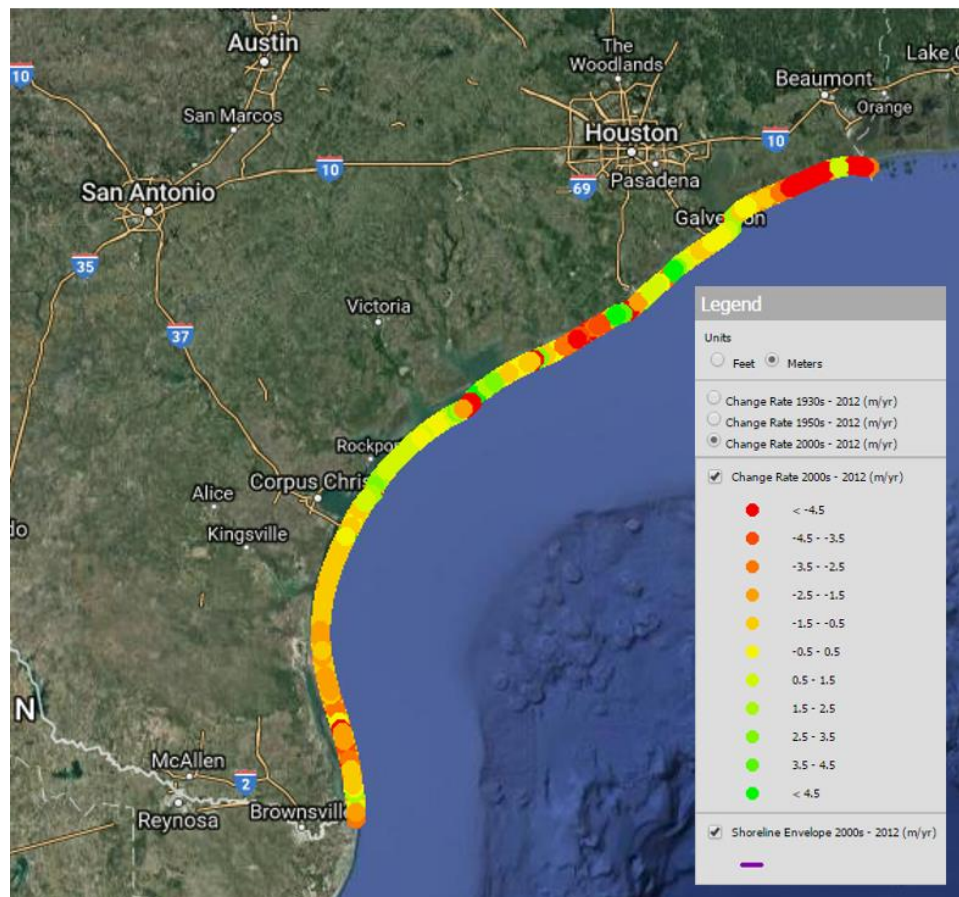 Austin
The
Woodlands
Beaumont
Lake C
10
San Marcos
Orange
Houston
10
10
Pasadena
San Antonio
69
Galveston
35
Victoria
37
Legend
Units
Feet
Meters
Change Rate 1930s - 2012 (m/yr)
Change Rate 1950s - 2012 (m/yr)
Change Rate 2000s - 2012 (m/yr)
Rockpor
Corpus Chris
Alice
Kingsville
do
Change Rate 2000s - 2012 (m/yr)
< -4.5
-4.5 - -3.5
-3.5 - -2.5
-2.5 - -1.5
-1.5 - -0.5
-0.5 - 0.5
0.5 - 1.5
1.5 - 2.5
2.5 - 3.5
3.5 - 4.5
< 4.5
N
McAllen
2
Reynosa
Brownsville
Shoreline Envelope 2000s - 2012 (m/yr)